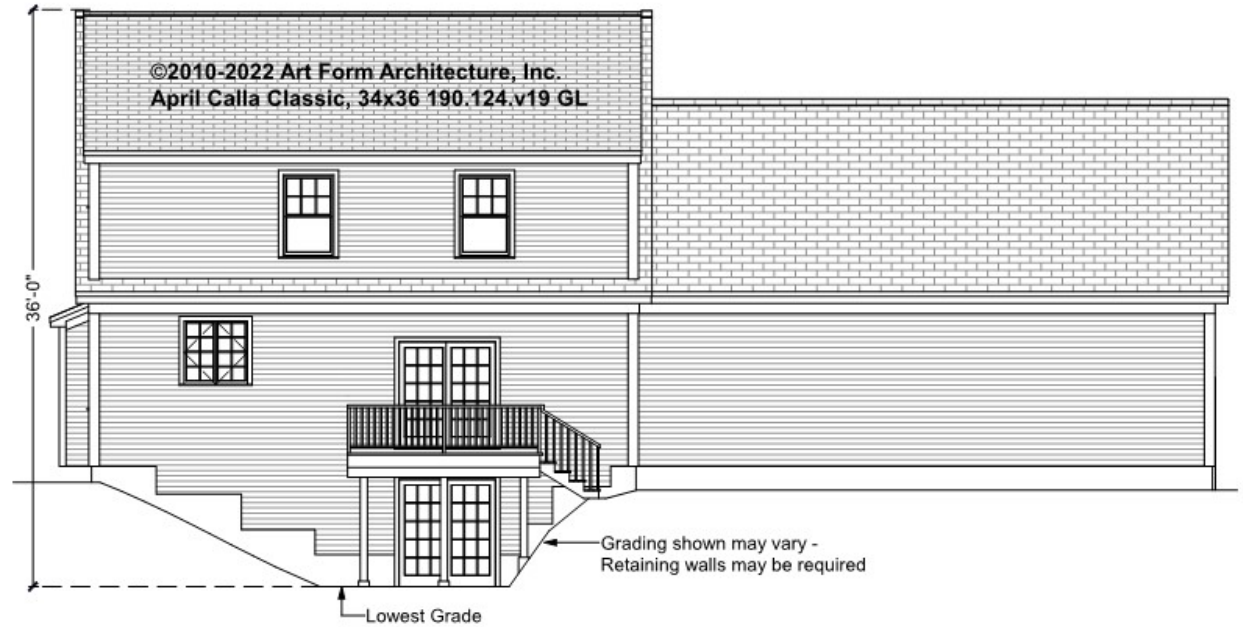 ©2010-2022 Art Form Architecture, Inc.
April Calla Classic, 34x36 190.124.v19 GL
36'-0"
Grading shown may vary -
Retaining walls may be required
Lowest Grade